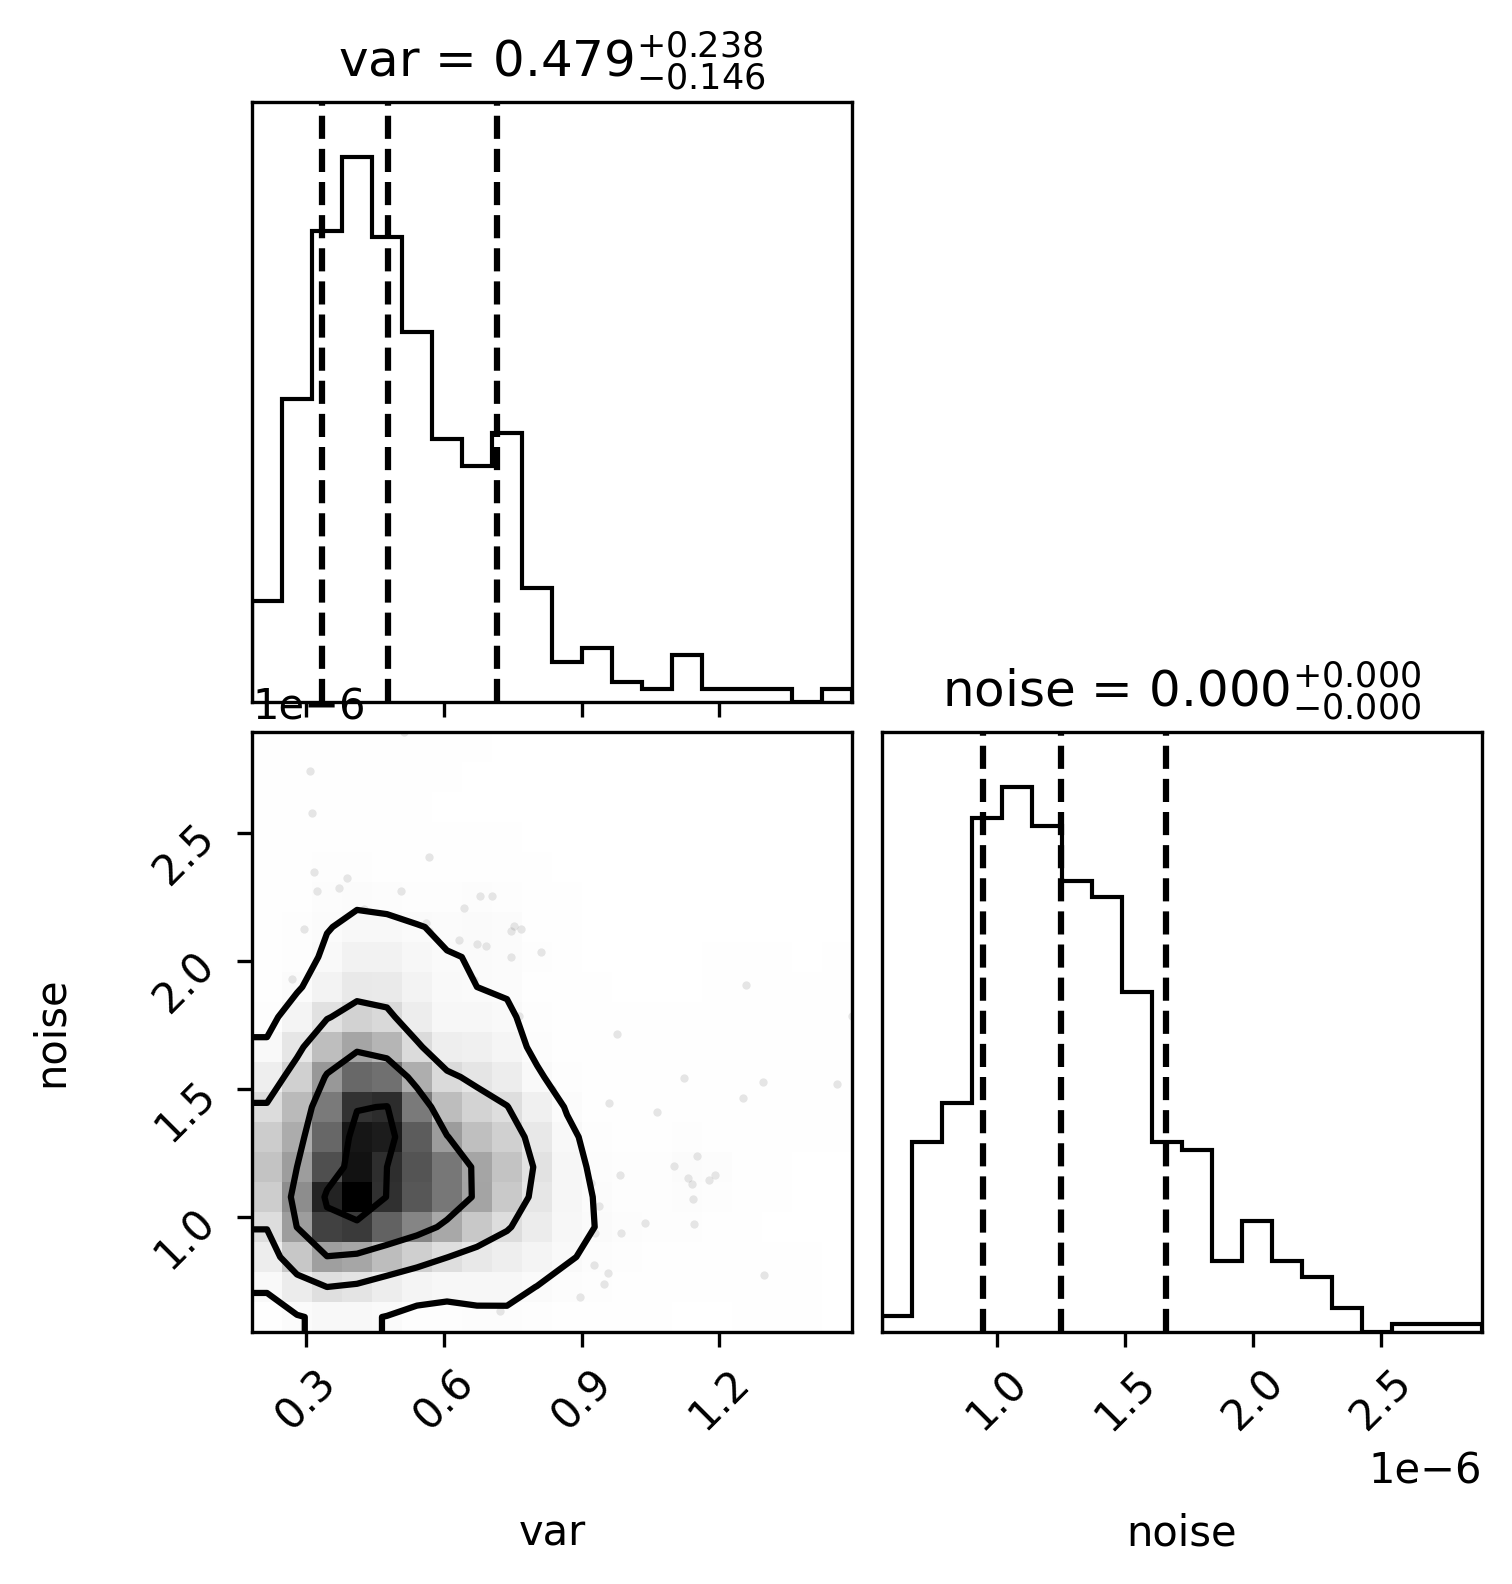 var = 0.479+0.238−0.146
1e−6
noise = 0.000+0.000−0.000
2.5
2.0
1.5
1.0
noise
0.3 0.6 0.9 1.2
1.0 1.5 2.0 2.5
1e−6
var
noise